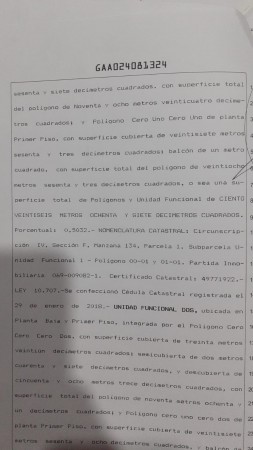 GAA024081324
sesenta y siete decímetros cuadrados, con superficie total
del polígono de Noventa y ocho metros veinticuatro decíme-
tros cuadrados; y Polígono Cero Uno Cero Uno de planta
Primer Piso, con superficie cubierta de veintisiete metros
sesenta y tres decímetros cuadrados; balcón de un metro
cuadrado, con superficie total del polígono de veintiocho
metros sesenta y tres decímetros cuadrados, o sea una su-
perficie total de Polígonos y Unidad Funcional de CIENTO
VEINTISEIS METROS OCHENTA Y SIETE DECIMETROS CUADRADOS.
Porcentual: 0,5032.- NOMENCLATURA CATASTRAL: Circunscrip-
ción IV, Sección F, Manzana 134, Parcela 1, Subparcela U-
nidad Funcional 1 - Polígono 00-01 y 01-01. Partida Inmo-
biliaria Certificado Catastral: 49771922.-
LEY 10.707.-Se confeccionó Cédula Catastral registrada el
29 de enero de 2010.- UNIDAD FUNCIONAL DOS, ubicada en
Planta Baja y Primer Piso, integrada por el Polígono Cero
Cero Cero Dos, con superficie cubierta de treinta metros
veintiún decímetros cuadrados; semicubierta de dos metros
cuarenta y siete decímetros cuadrados, y descubierta de
cincuenta y ocho metros trece decímetros cuadrados, con
superficie total del polígono de noventa metros ochenta y
un decímetros cuadrados; y Polígono cero uno cero dos de
planta Primer Piso, con superficie cubierta de veintisiete
metros sesenta y ocho decímetros cuadrados, y balcón de